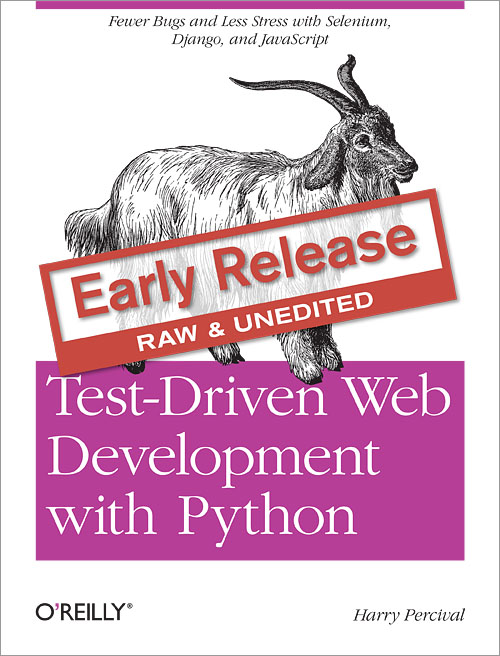 Fewer Bugs and Less Stress with Selenium,
Django, and JavaScript
Early Release
RAW & UNEDITED
Test-Driven Web
Development
with Python
O'REILLY®
Harry Percival